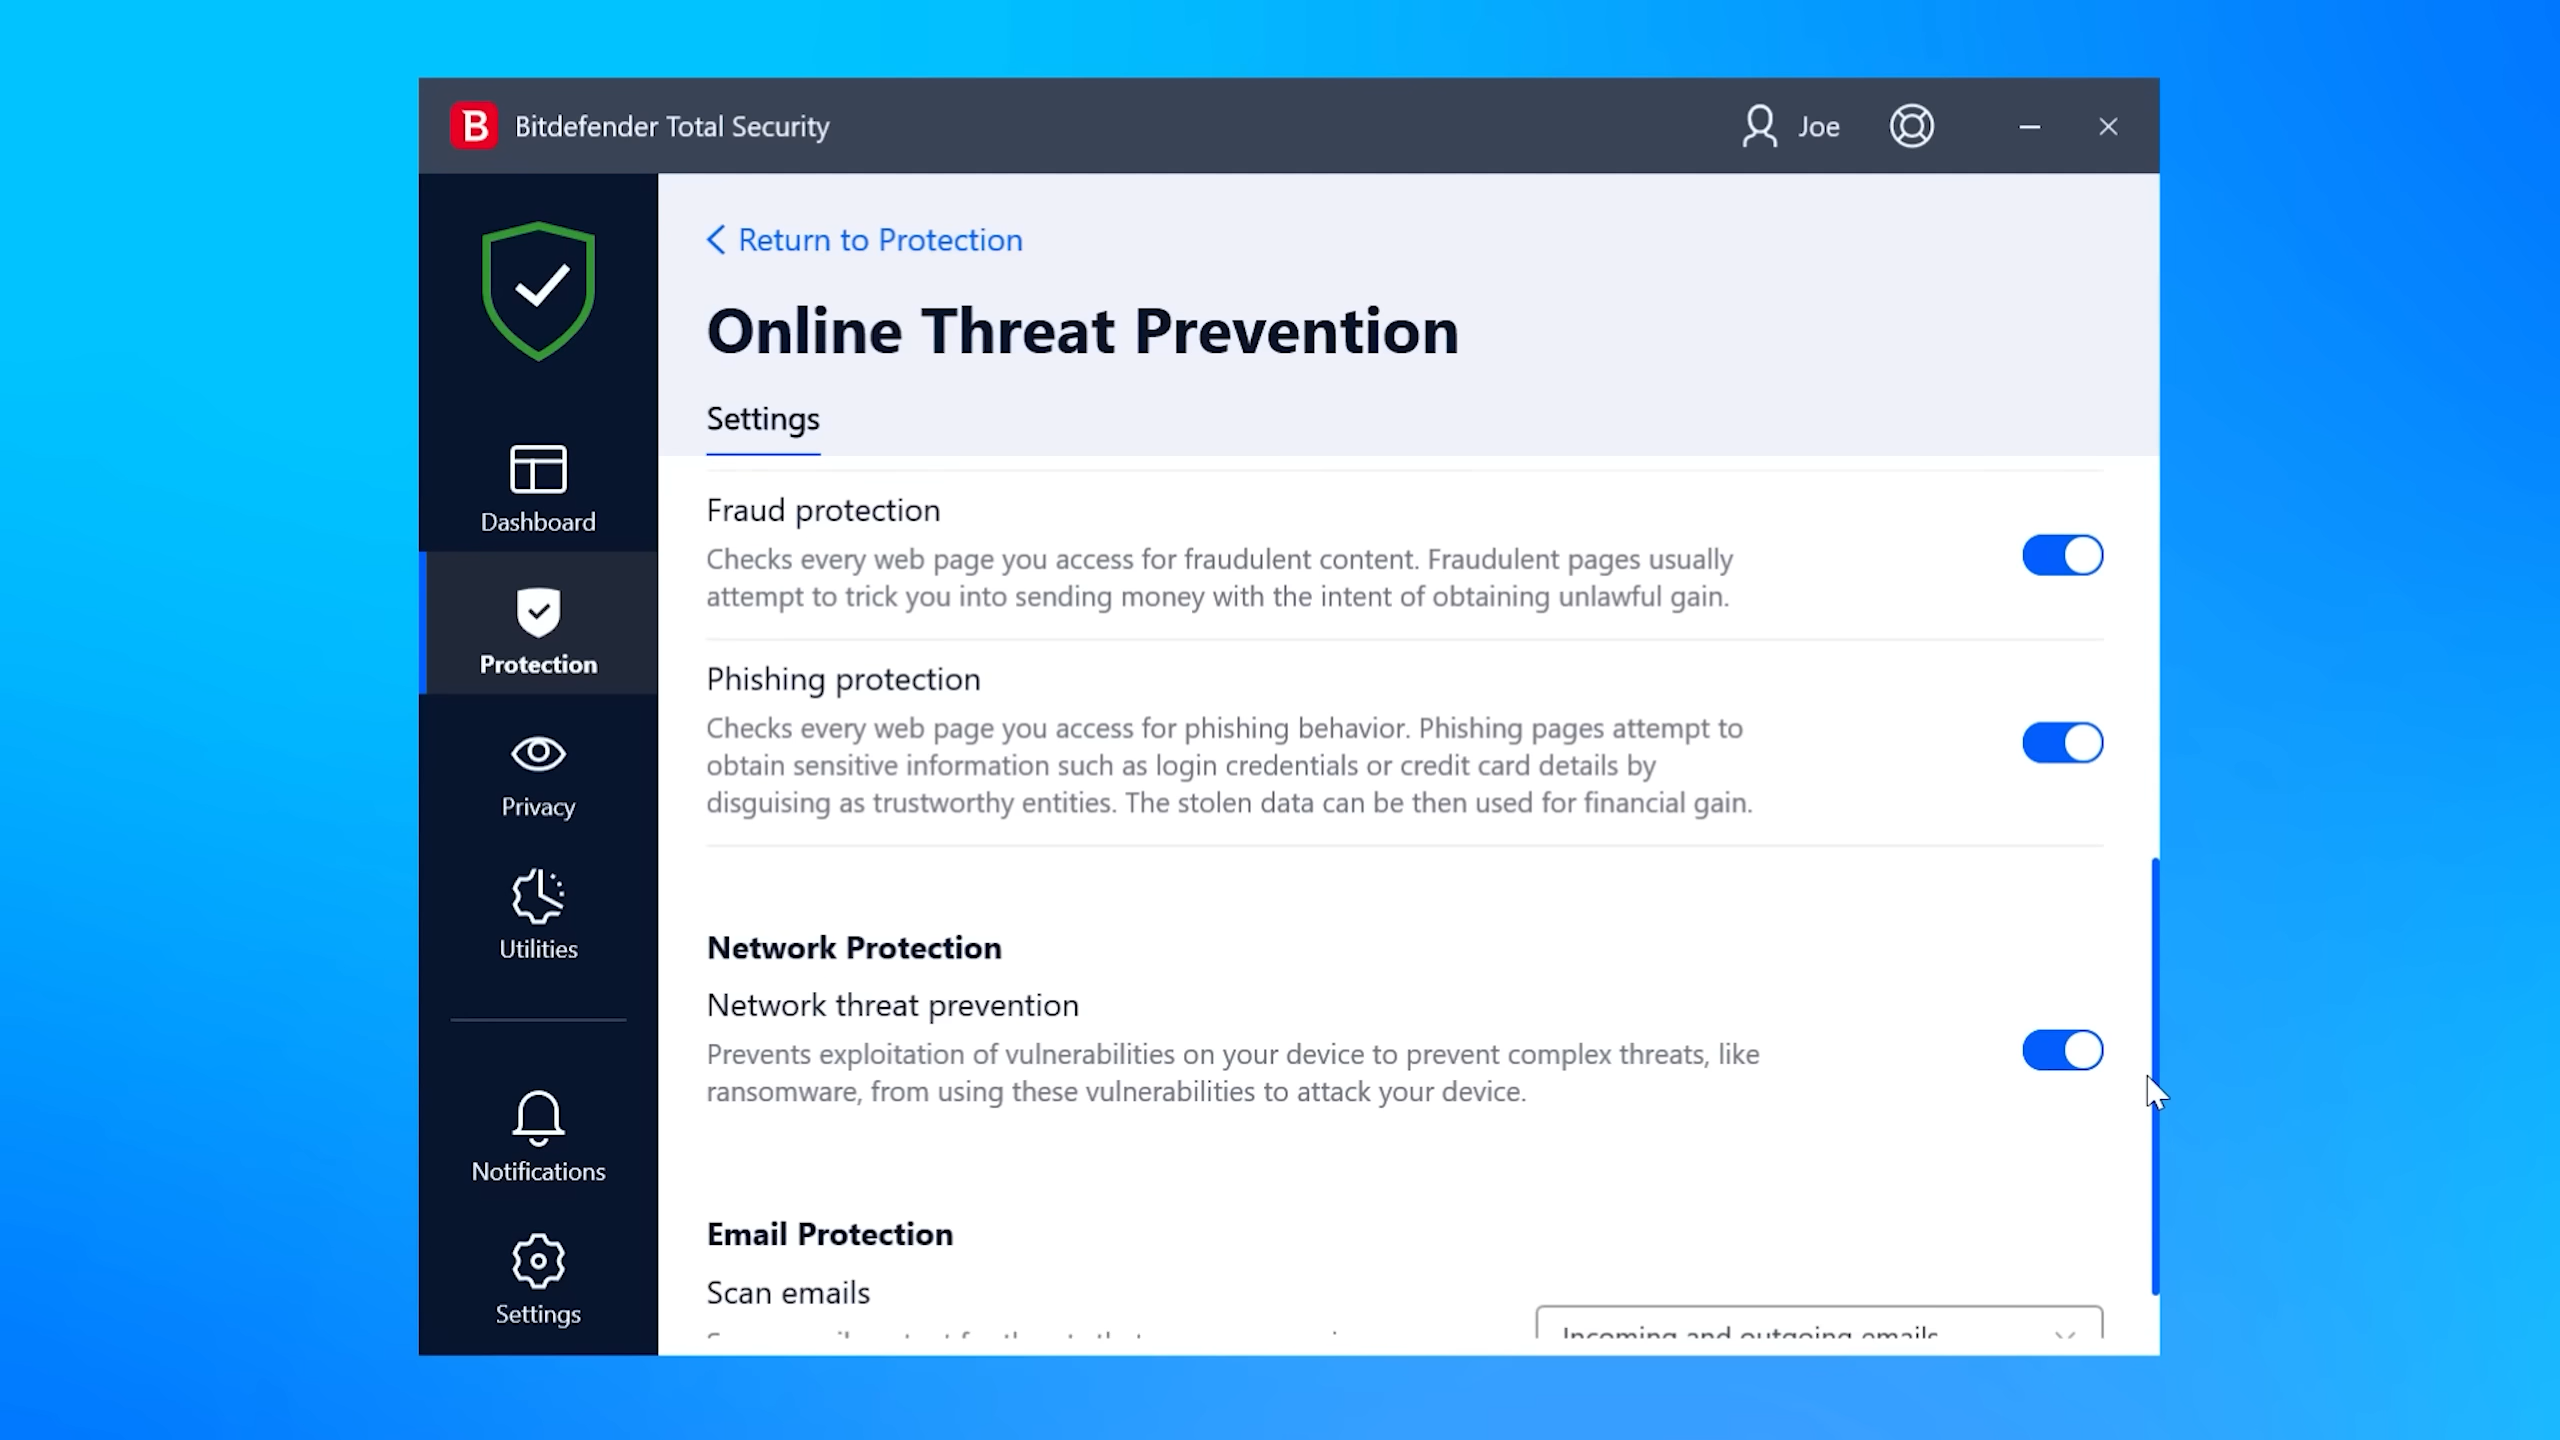 B Bitdefender Total Security
Joe
Return to Protection
Online Threat Prevention
Settings
Dashboard
Protection
Privacy
Utilities
Notifications
Settings
Fraud protection
Checks every web page you access for fraudulent content. Fraudulent pages usually
attempt to trick you into sending money with the intent of obtaining unlawful gain.
Phishing protection
Checks every web page you access for phishing behavior. Phishing pages attempt to
obtain sensitive information such as login credentials or credit card details by
disguising as trustworthy entities. The stolen data can be then used for financial gain.
Network Protection
Network threat prevention
Prevents exploitation of vulnerabilities on your device to prevent complex threats, like
ransomware, from using these vulnerabilities to attack your device.
Email Protection
Scan emails
Incoming and outgoing emails